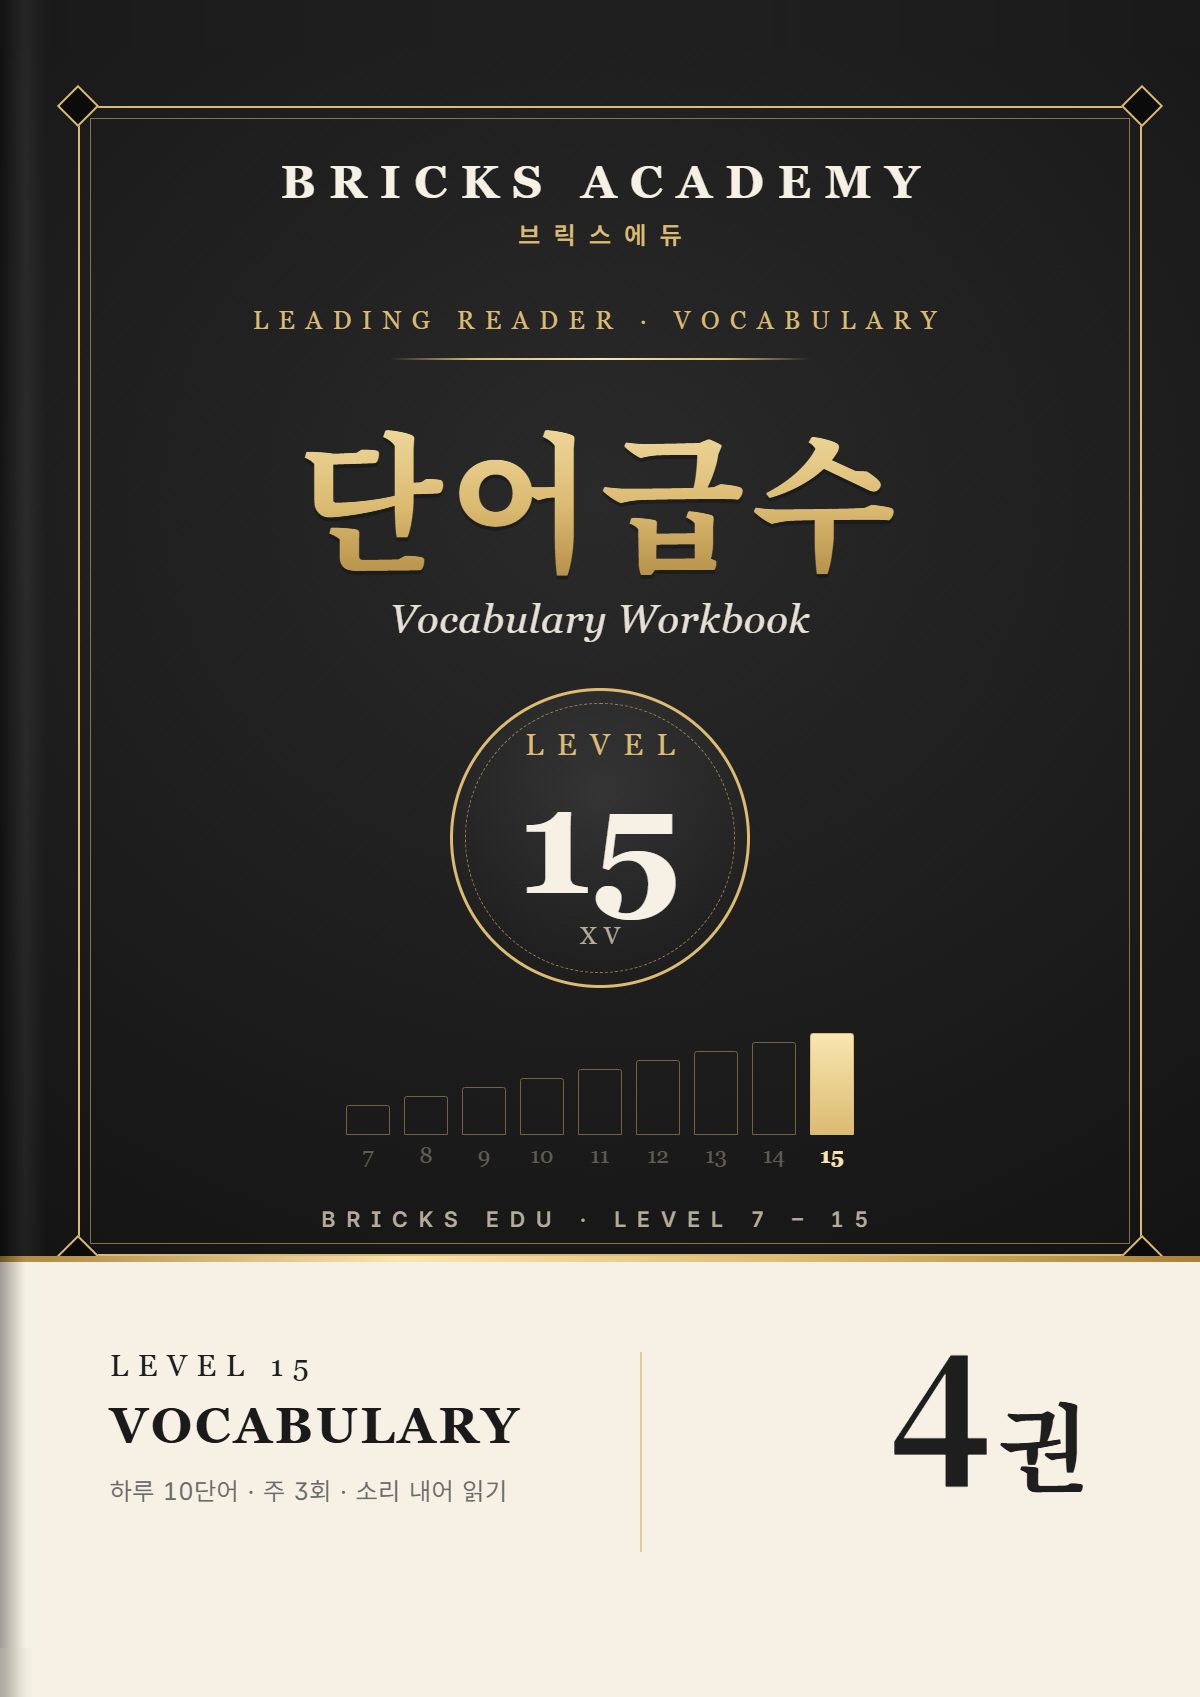 BRICKS ACADEMY
브릭스에듀
LEADING READER · VOCABULARY
단어급수
Vocabulary Workbook
LEVEL
15
XV
7 8 9 10 11 12 13 14 15
BRICKS EDU · LEVEL 7 – 15
LEVEL 15
VOCABULARY
하루 10단어 · 주 3회 · 소리 내어 읽기
4권